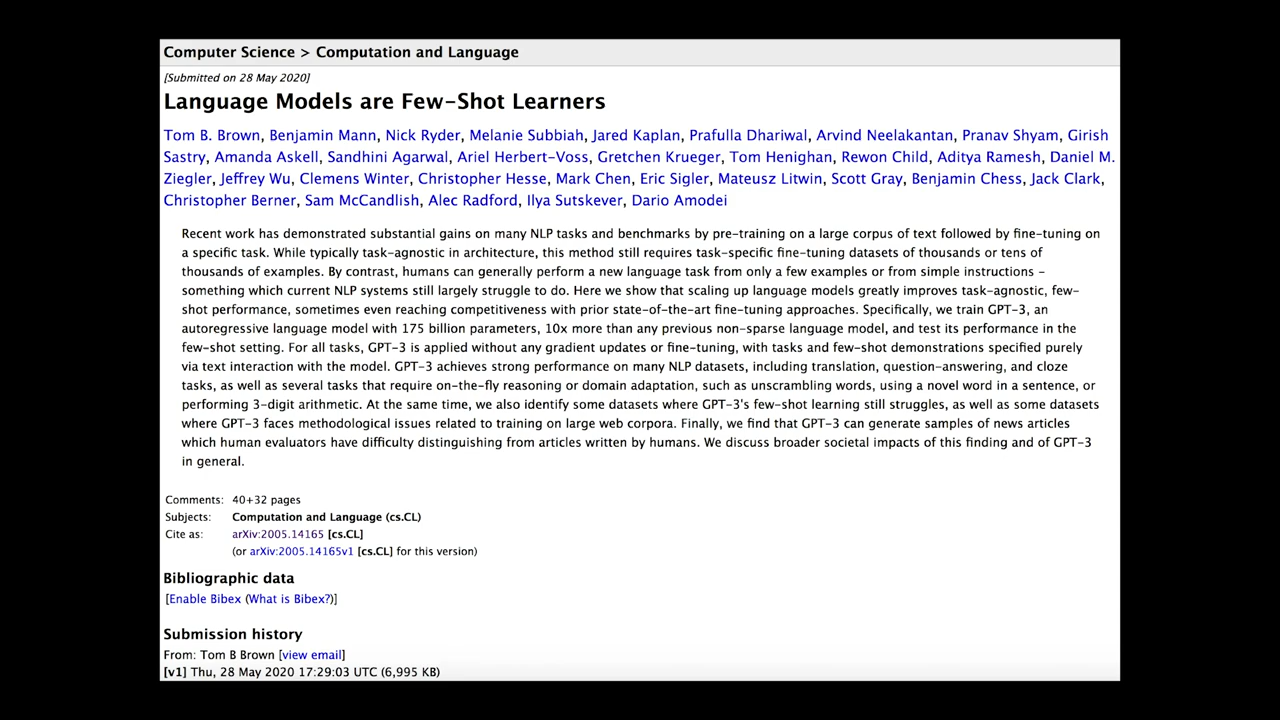 Computer Science > Computation and Language
[Submitted on 28 May 2020]
Language Models are Few-Shot Learners
Tom B. Brown, Benjamin Mann, Nick Ryder, Melanie Subbiah, Jared Kaplan, Prafulla Dhariwal, Arvind Neelakantan, Pranav Shyam, Girish
Sastry, Amanda Askell, Sandhini Agarwal, Ariel Herbert-Voss, Gretchen Krueger, Tom Henighan, Rewon Child, Aditya Ramesh, Daniel M.
Ziegler, Jeffrey Wu, Clemens Winter, Christopher Hesse, Mark Chen, Eric Sigler, Mateusz Litwin, Scott Gray, Benjamin Chess, Jack Clark,
Christopher Berner, Sam McCandlish, Alec Radford, Ilya Sutskever, Dario Amodei
Recent work has demonstrated substantial gains on many NLP tasks and benchmarks by pre-training on a large corpus of text followed by fine-tuning on
a specific task. While typically task-agnostic in architecture, this method still requires task-specific fine-tuning datasets of thousands or tens of
thousands of examples. By contrast, humans can generally perform a new language task from only a few examples or from simple instructions -
something which current NLP systems still largely struggle to do. Here we show that scaling up language models greatly improves task-agnostic, few-
shot performance, sometimes even reaching competitiveness with prior state-of-the-art fine-tuning approaches. Specifically, we train GPT-3, an
autoregressive language model with 175 billion parameters, 10x more than any previous non-sparse language model, and test its performance in the
few-shot setting. For all tasks, GPT-3 is applied without any gradient updates or fine-tuning, with tasks and few-shot demonstrations specified purely
via text interaction with the model. GPT-3 achieves strong performance on many NLP datasets, including translation, question-answering, and cloze
tasks, as well as several tasks that require on-the-fly reasoning or domain adaptation, such as unscrambling words, using a novel word in a sentence, or
performing 3-digit arithmetic. At the same time, we also identify some datasets where GPT-3's few-shot learning still struggles, as well as some datasets
where GPT-3 faces methodological issues related to training on large web corpora. Finally, we find that GPT-3 can generate samples of news articles
which human evaluators have difficulty distinguishing from articles written by humans. We discuss broader societal impacts of this finding and of GPT-3
in general.
Comments: 40+32 pages
Subjects: Computation and Language (cs.CL)
Cite as: arXiv:2005.14165 [cs.CL]
(or arXiv:2005.14165v1 [cs.CL] for this version)
Bibliographic data
[Enable Bibex (What is Bibex?)]
Submission history
From: Tom B Brown [view email]
[v1] Thu, 28 May 2020 17:29:03 UTC (6,995 KB)